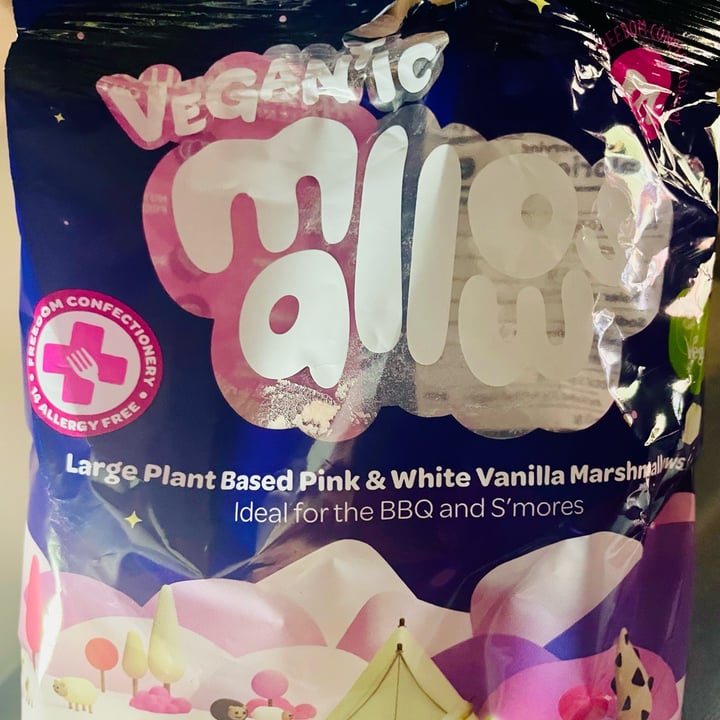 VEGAN'IC
mallows
FREEDOM CONFECTIONERY
14 ALLERGY FREE
Large Plant Based Pink & White Vanilla Marshmallows
Ideal for the BBQ and S'mores